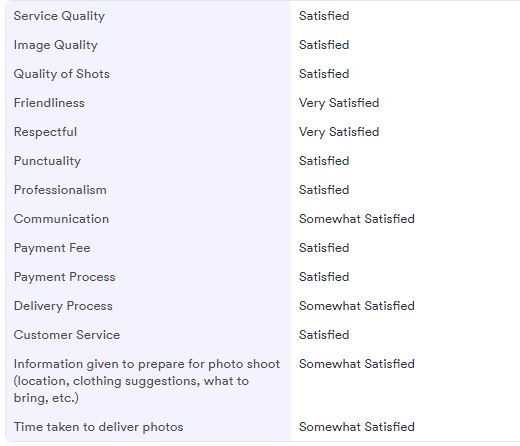 Service Quality Satisfied
Image Quality Satisfied
Quality of Shots Satisfied
Friendliness Very Satisfied
Respectful Very Satisfied
Punctuality Satisfied
Professionalism Satisfied
Communication Somewhat Satisfied
Payment Fee Satisfied
Payment Process Satisfied
Delivery Process Somewhat Satisfied
Customer Service Satisfied
Information given to prepare for photo shoot Somewhat Satisfied
(location, clothing suggestions, what to
bring, etc.)
Time taken to deliver photos Somewhat Satisfied